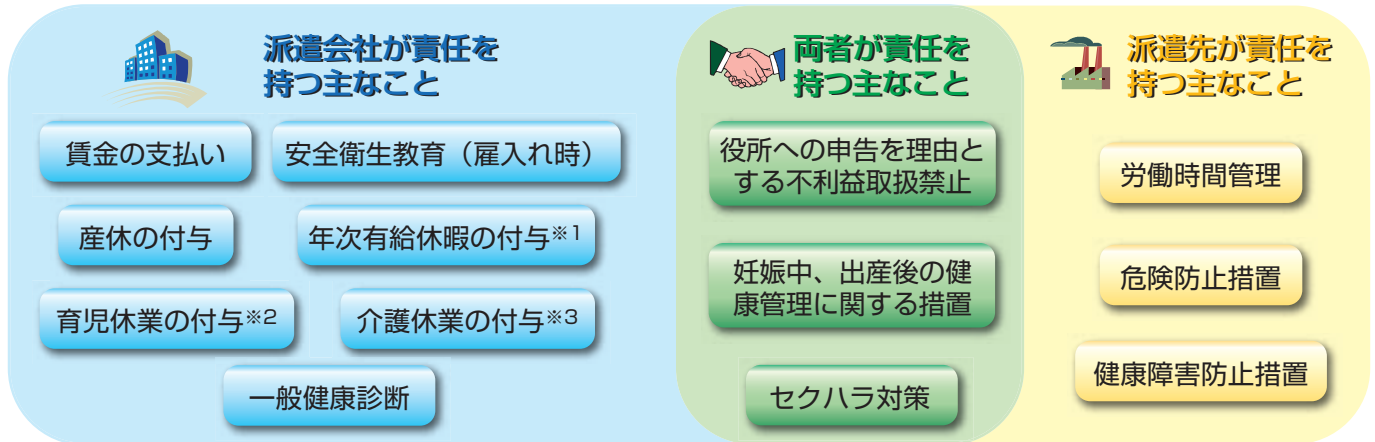 派遣会社が責任を
持つ主なこと
賃金の支払い
安全衛生教育（雇入れ時）
産休の付与
年次有給休暇の付与※1
育児休業の付与※2
介護休業の付与※3
一般健康診断
両者が責任を
持つ主なこと
役所への申告を理由と
する不利益取扱禁止
妊娠中、出産後の健
康管理に関する措置
セクハラ対策
派遣先が責任を
持つ主なこと
労働時間管理
危険防止措置
健康障害防止措置